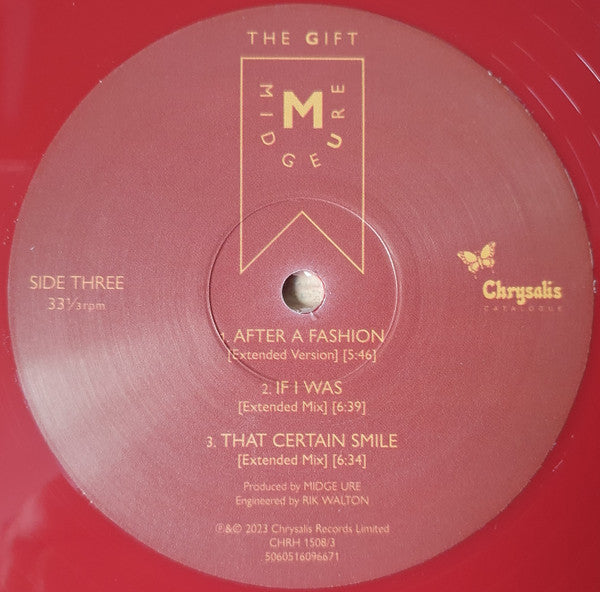 THE GIFT
M
MIDGE URE
SIDE THREE
33⅓rpm
Chrysalis
CATALOGUE
1. AFTER A FASHION
[Extended Version] [5:46]
2. IF I WAS
[Extended Mix] [6:39]
3. THAT CERTAIN SMILE
[Extended Mix] [6:34]
Produced by MIDGE URE
Engineered by RIK WALTON
℗&© 2023 Chrysalis Records Limited
CHRH 1508/3
5060516096671